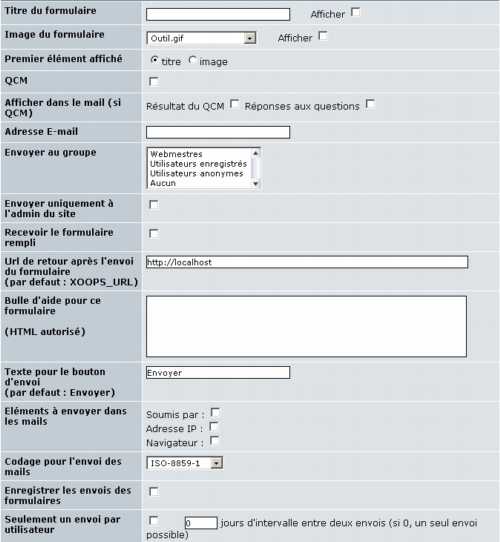 Titre du formulaire
Afficher
Image du formulaire
Outil.gif
Afficher
Premier élément affiché
titre image
QCM
Afficher dans le mail (si
QCM)
Résultat du QCM Réponses aux questions
Adresse E-mail
Envoyer au groupe
Webmestres
Utilisateurs enregistrés
Utilisateurs anonymes
Aucun
Envoyer uniquement à
l'admin du site
Recevoir le formulaire
rempli
Url de retour après l'envoi
du formulaire
(par defaut : XOOPS_URL)
http://localhost
Bulle d'aide pour ce
formulaire
(HTML autorisé)
Texte pour le bouton
d'envoi
(par defaut : Envoyer)
Envoyer
Eléments à envoyer dans
les mails
Soumis par :
Adresse IP :
Navigateur :
Codage pour l'envoi des
mails
ISO-8859-1
Enregistrer les envois des
formulaires
Seulement un envoi par
utilisateur
0 jours d'intervalle entre deux envois (si 0, un seul envoi
possible)